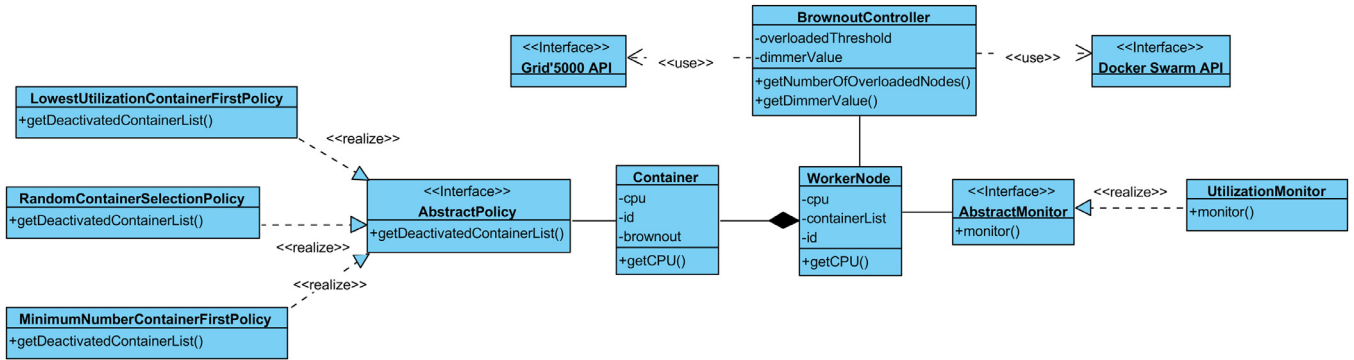 BrownoutController
-overloadedThreshold
-dimmerValue
+getNumberOfOverloadedNodes()
+getDimmerValue()
<<Interface>>
Grid'5000 API
<<use>>
<<use>>
<<Interface>>
Docker Swarm API
LowestUtilizationContainerFirstPolicy
+getDeactivatedContainerList()
<<realize>>
RandomContainerSelectionPolicy
+getDeactivatedContainerList()
<<realize>>
MinimumNumberContainerFirstPolicy
+getDeactivatedContainerList()
<<realize>>
<<Interface>>
AbstractPolicy
+getDeactivatedContainerList()
Container
-cpu
-id
-brownout
+getCPU()
WorkerNode
-cpu
-containerList
-id
+getCPU()
<<Interface>>
AbstractMonitor
+monitor()
<<realize>>
UtilizationMonitor
+monitor()